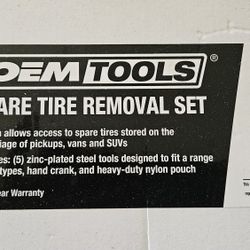 OEMTOOLS®
ARE TIRE REMOVAL SET
allows access to spare tires stored on the
iage of pickups, vans and SUVs
es: (5) zinc-plated steel tools designed to fit a range
types, hand crank, and heavy-duty nylon pouch
ear Warranty